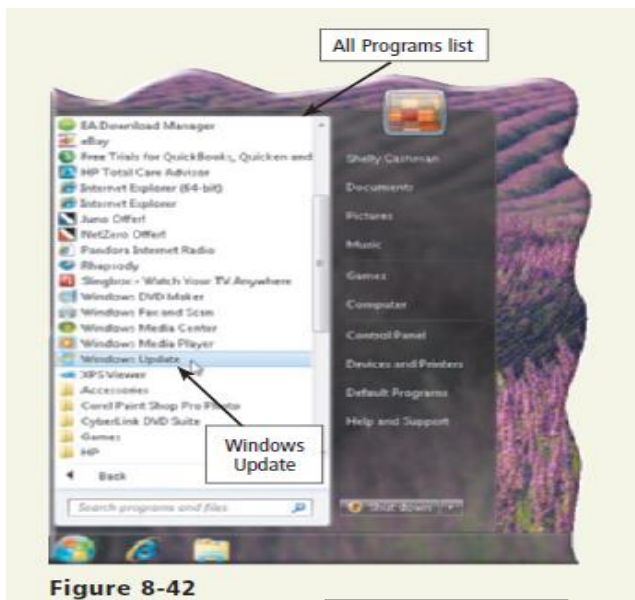 All Programs list
EA Download Manager
eBay
Free Trials for QuickBooks, Quicken and
HP Total Care Advisor
Internet Explorer (64-bit)
Internet Explorer
Juno Offer!
NetZero Offer!
Pandora Internet Radio
Rhapsody
Slingbox - Watch Your TV Anywhere
Windows DVD Maker
Windows Fax and Scan
Windows Media Center
Windows Media Player
Windows Update
XPS Viewer
Accessories
Corel Paint Shop Pro Photo
CyberLink DVD Suite
Games
HP
Back
Search programs and files
Shelly Cashman
Documents
Pictures
Music
Games
Computer
Control Panel
Devices and Printers
Default Programs
Help and Support
Shut down
Windows
Update
Figure 8-42